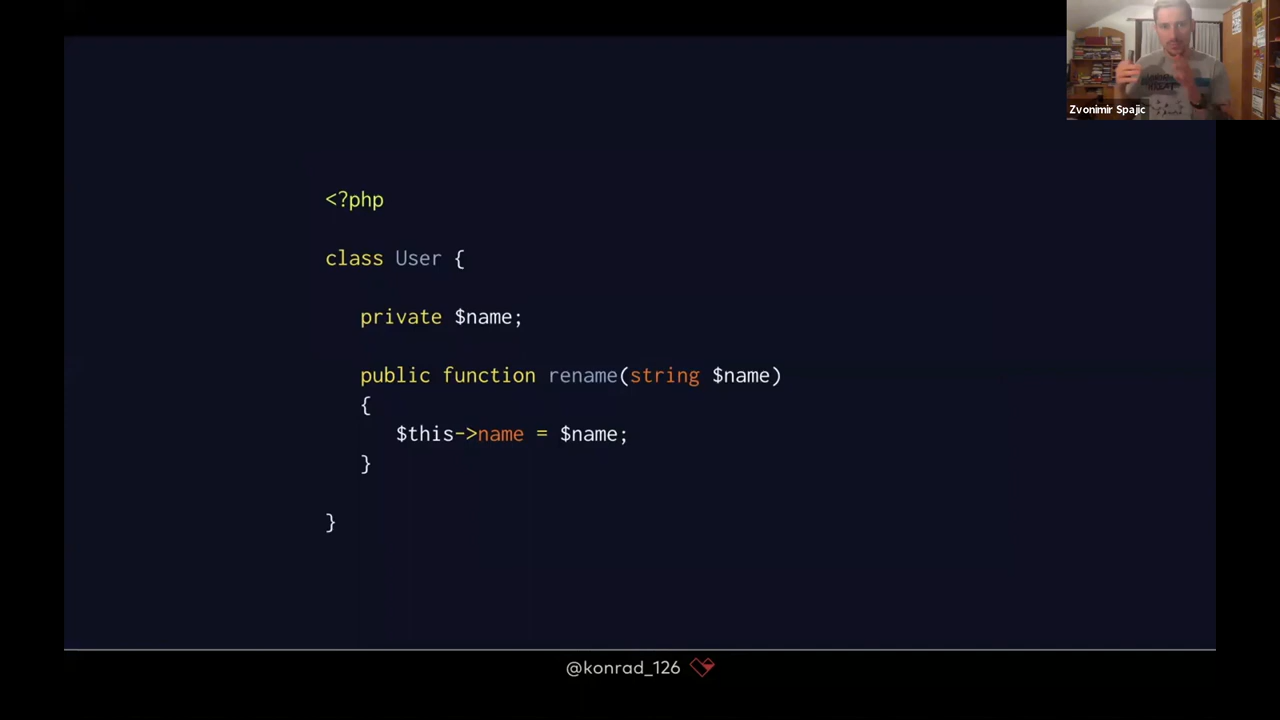 Zvonimir Spajic
<?php
class User {
private $name;
public function rename(string $name)
{
$this->name = $name;
}
}
@konrad_126